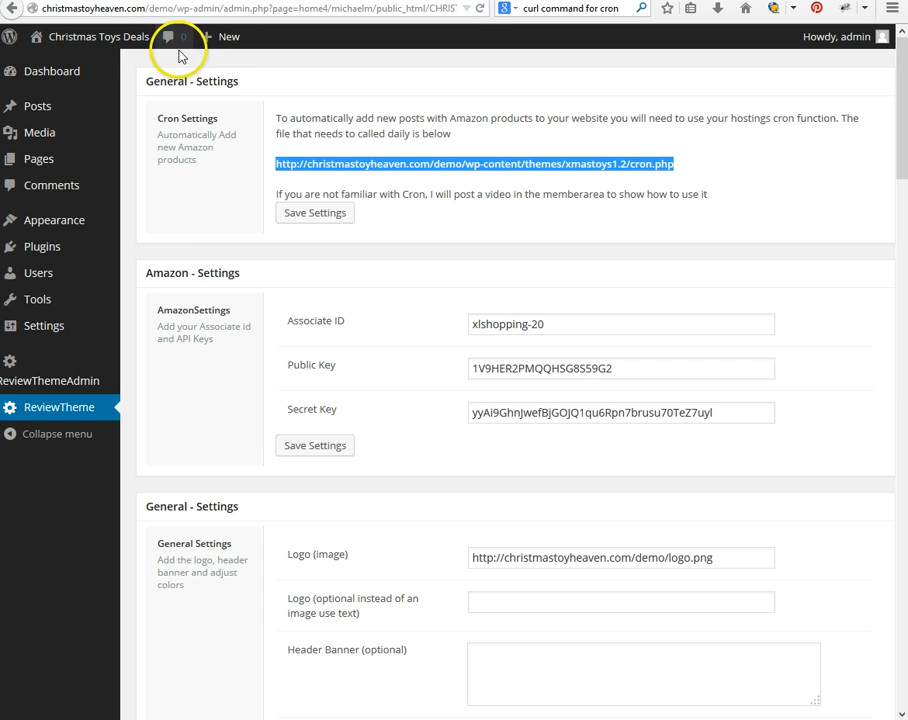 christmastoyheaven.com/demo/wp-admin/admin.php?page=home4/michaelm/public_html/CHRIS
curl command for cron
Christmas Toys Deals 0 New Howdy, admin
Dashboard
Posts
Media
Pages
Comments
Appearance
Plugins
Users
Tools
Settings
ReviewThemeAdmin
ReviewTheme
Collapse menu
General - Settings
Cron Settings
Automatically Add
new Amazon
products
To automatically add new posts with Amazon products to your website you will need to use your hostings cron function. The
file that needs to called daily is below
http://christmastoyheaven.com/demo/wp-content/themes/xmastoys1.2/cron.php
If you are not familiar with Cron, I will post a video in the memberarea to show how to use it
Save Settings
Amazon - Settings
AmazonSettings
Add your Associate id
and API Keys
Associate ID xlshopping-20
Public Key 1V9HER2PMQQHSG8S59G2
Secret Key yyAi9GhnJwefBjGOJQ1qu6Rpn7brusu70TeZ7uyl
Save Settings
General - Settings
General Settings
Add the logo, header
banner and adjust
colors
Logo (image) http://christmastoyheaven.com/demo/logo.png
Logo (optional instead of an
image use text)
Header Banner (optional)